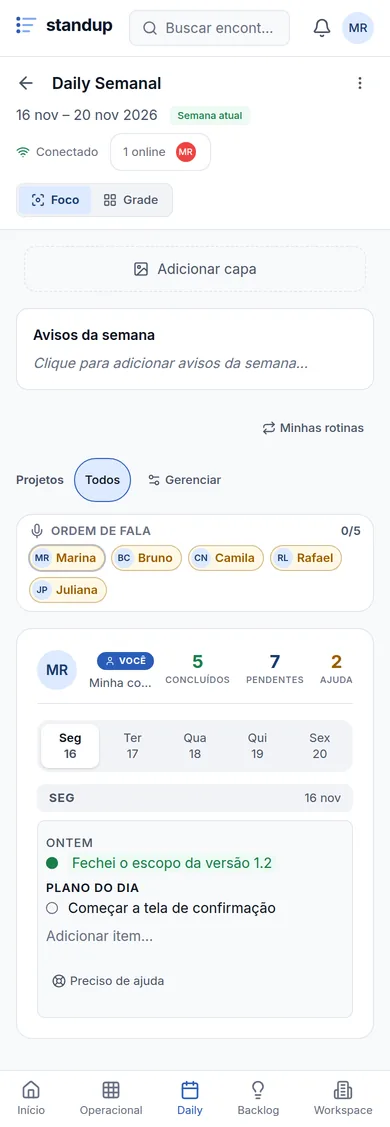 standup
Buscar encont...
MR
Daily Semanal
16 nov – 20 nov 2026
Semana atual
Conectado
1 online
MR
Foco
Grade
Adicionar capa
Avisos da semana
Clique para adicionar avisos da semana...
Minhas rotinas
Projetos
Todos
Gerenciar
ORDEM DE FALA
0/5
MR Marina
BC Bruno
CN Camila
RL Rafael
JP Juliana
MR
VOCÊ
Minha co...
5
CONCLUÍDOS
7
PENDENTES
2
AJUDA
Seg
16
Ter
17
Qua
18
Qui
19
Sex
20
SEG
16 nov
ONTEM
Fechei o escopo da versão 1.2
PLANO DO DIA
Começar a tela de confirmação
Adicionar item...
Preciso de ajuda
Início
Operacional
Daily
Backlog
Workspace